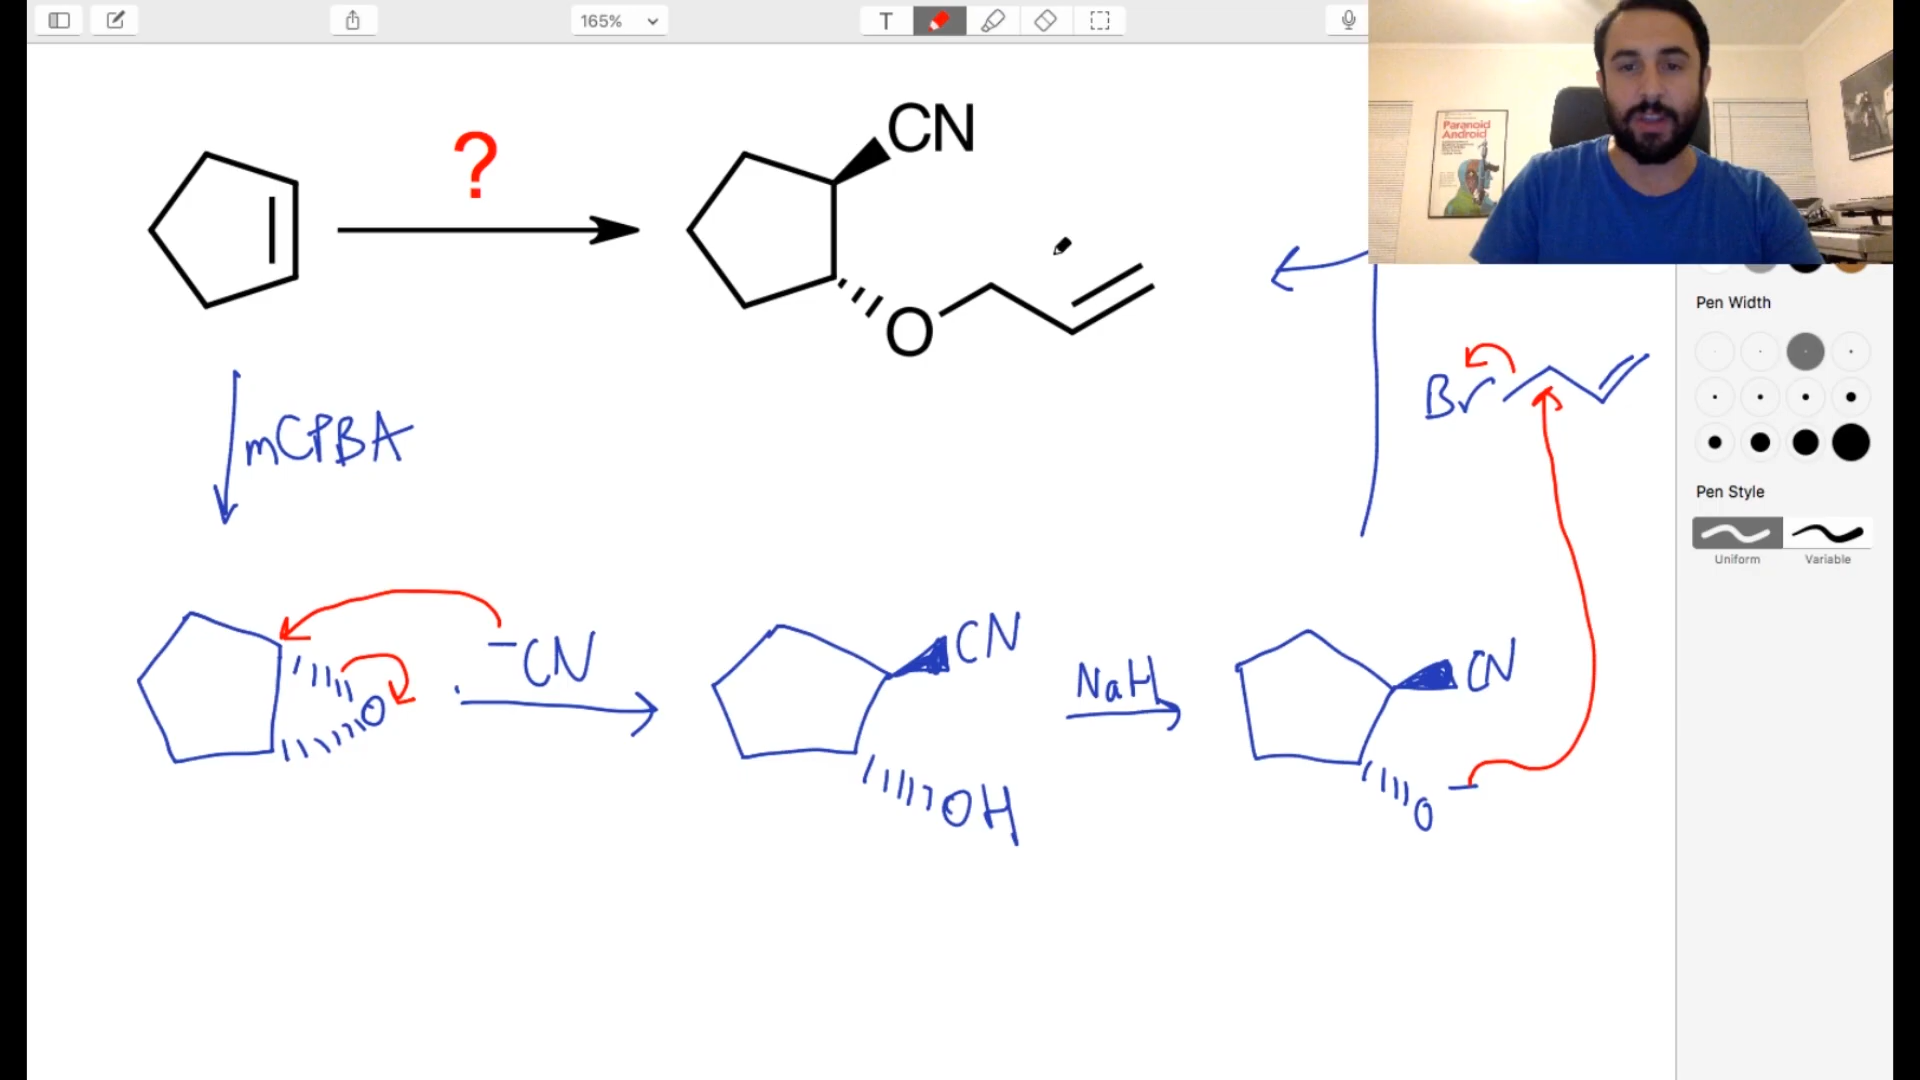 165%
T
Paranoid
Android
CN
?
O
Pen Width
Br
mCPBA
Pen Style
Uniform
Variable
O
⁻CN
CN
OH
NaH
CN
O⁻